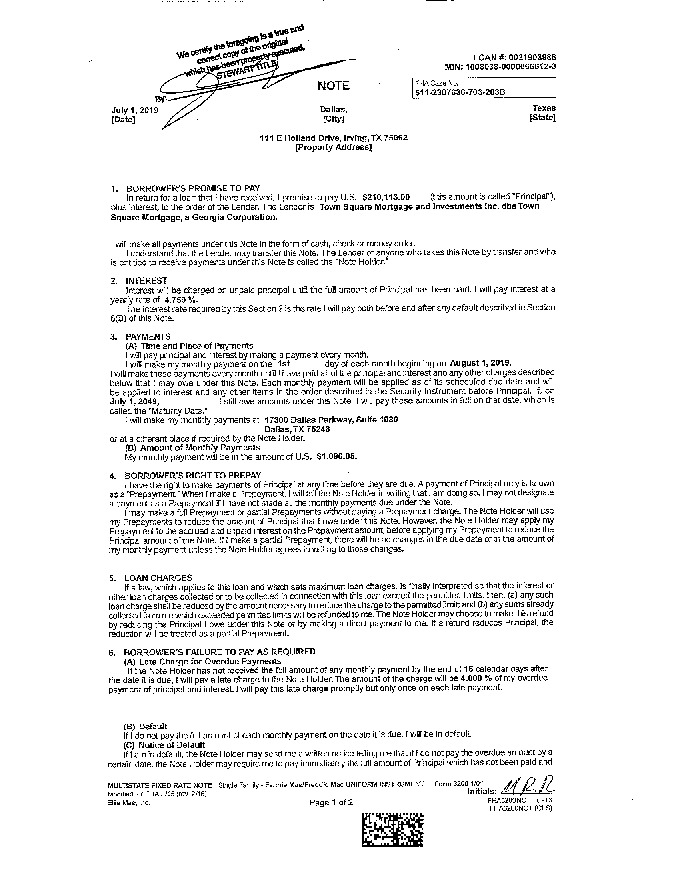 We certify the foregoing is a true and
correct copy of the original
which has been properly executed.
STEWART TITLE
By
LOAN #:
MIN:
NOTE
FHA Case No.
July 1, 2019
[Date]
Dallas,
[City]
Texas
[State]
111 E Holland Drive, Irving, TX 75062
[Property Address]
1. BORROWER'S PROMISE TO PAY
In return for a loan that I have received, I promise to pay U.S. $210,113.00 (this amount is called "Principal"),
plus interest, to the order of the Lender. The Lender is Town Square Mortgage and Investments Inc. dba Town
Square Mortgage, a Georgia Corporation.
I will make all payments under this Note in the form of cash, check or money order.
I understand that the Lender may transfer this Note. The Lender or anyone who takes this Note by transfer and who
is entitled to receive payments under this Note is called the "Note Holder."
2. INTEREST
Interest will be charged on unpaid principal until the full amount of Principal has been paid. I will pay interest at a
yearly rate of 4.750 %.
The interest rate required by this Section 2 is the rate I will pay both before and after any default described in Section
6(B) of this Note.
3. PAYMENTS
(A) Time and Place of Payments
I will pay principal and interest by making a payment every month.
I will make my monthly payment on the 1st day of each month beginning on August 1, 2019.
I will make these payments every month until I have paid all of the principal and interest and any other charges described
below that I may owe under this Note. Each monthly payment will be applied as of its scheduled due date and will
be applied to interest and any other items in the order described in the Security Instrument before Principal. If, on
July 1, 2049, I still owe amounts under this Note, I will pay those amounts in full on that date, which is
called the "Maturity Date."
I will make my monthly payments at 17300 Dallas Parkway, Suite 1030
Dallas, TX 75248
or at a different place if required by the Note Holder.
(B) Amount of Monthly Payments
My monthly payment will be in the amount of U.S. $1,096.05.
4. BORROWER'S RIGHT TO PREPAY
I have the right to make payments of Principal at any time before they are due. A payment of Principal only is known
as a "Prepayment." When I make a Prepayment, I will tell the Note Holder in writing that I am doing so. I may not designate
a payment as a Prepayment if I have not made all the monthly payments due under the Note.
I may make a full Prepayment or partial Prepayments without paying a Prepayment charge. The Note Holder will use
my Prepayments to reduce the amount of Principal that I owe under this Note. However, the Note Holder may apply my
Prepayment to the accrued and unpaid interest on the Prepayment amount, before applying my Prepayment to reduce the
Principal amount of the Note. If I make a partial Prepayment, there will be no changes in the due date or in the amount of
my monthly payment unless the Note Holder agrees in writing to those changes.
5. LOAN CHARGES
If a law, which applies to this loan and which sets maximum loan charges, is finally interpreted so that the interest or
other loan charges collected or to be collected in connection with this loan exceed the permitted limits, then: (a) any such
loan charge shall be reduced by the amount necessary to reduce the charge to the permitted limit; and (b) any sums already
collected from me which exceeded permitted limits will be refunded to me. The Note Holder may choose to make this refund
by reducing the Principal I owe under this Note or by making a direct payment to me. If a refund reduces Principal, the
reduction will be treated as a partial Prepayment.
6. BORROWER'S FAILURE TO PAY AS REQUIRED
(A) Late Charge for Overdue Payments
If the Note Holder has not received the full amount of any monthly payment by the end of 15 calendar days after
the date it is due, I will pay a late charge to the Note Holder. The amount of the charge will be 4.000 % of my overdue
payment of principal and interest. I will pay this late charge promptly but only once on each late payment.
(B) Default
If I do not pay the full amount of each monthly payment on the date it is due, I will be in default.
(C) Notice of Default
If I am in default, the Note Holder may send me a written notice telling me that if I do not pay the overdue amount by a
certain date, the Note Holder may require me to pay immediately the full amount of Principal which has not been paid and
MULTISTATE FIXED RATE NOTE - Single Family - Fannie Mae/Freddie Mac UNIFORM INSTRUMENT Form 3200 1/01
Modified for FHA
Ellie Mae, Inc.
Page 1 of 2
Initials: M R R